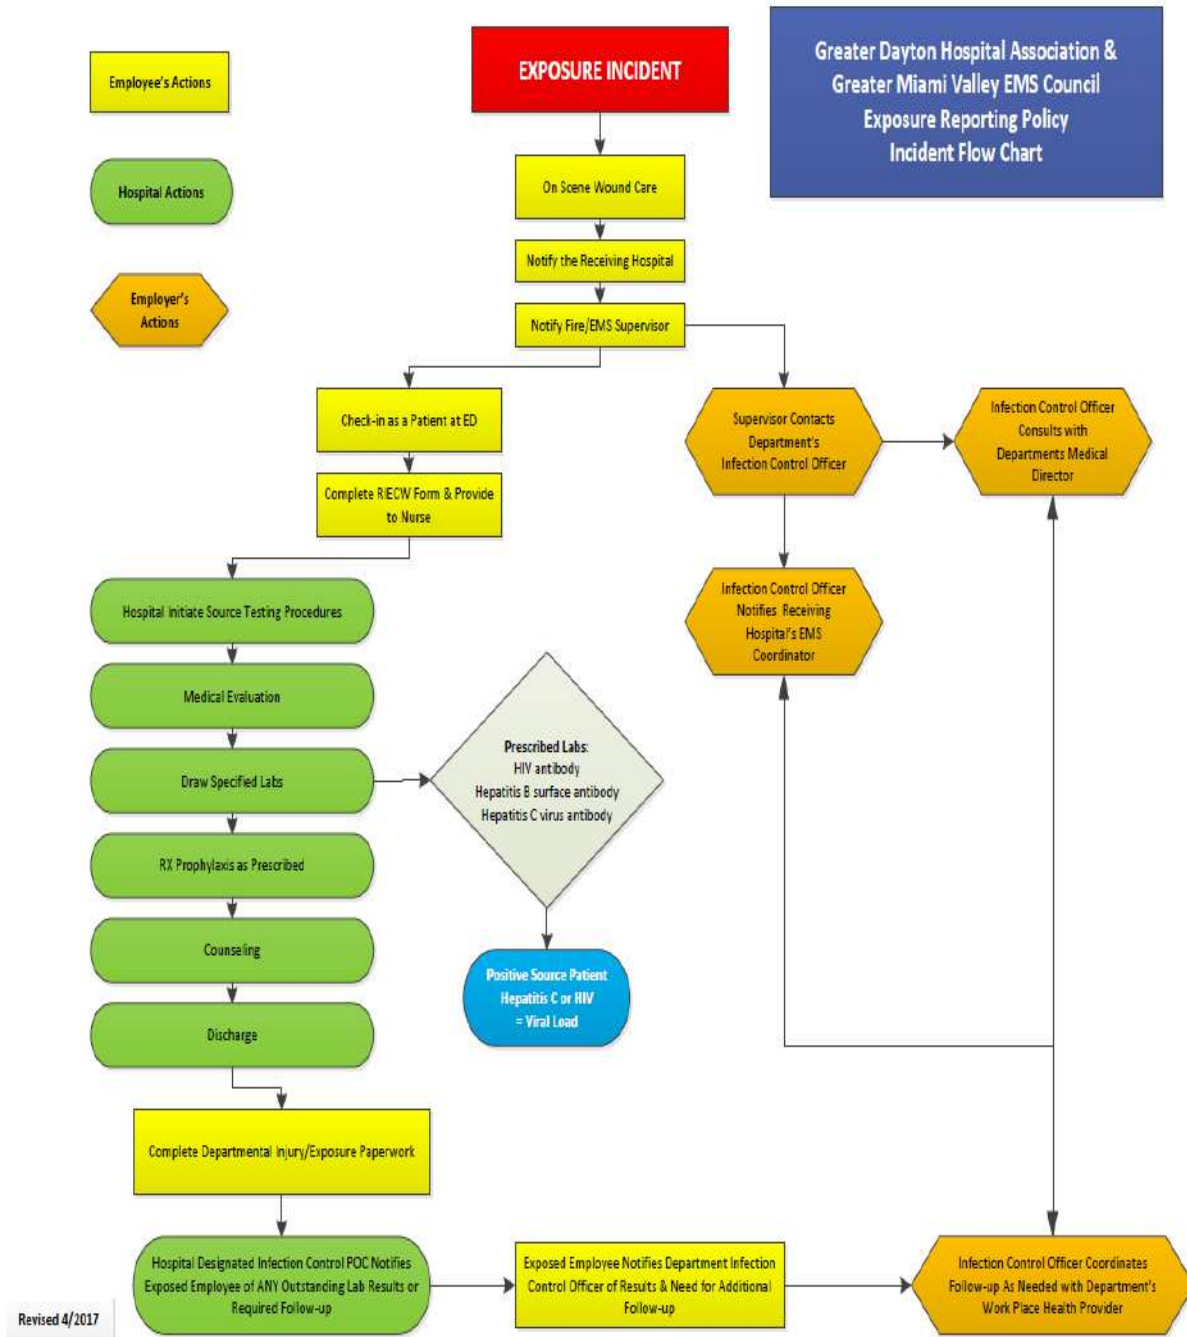 Employee's Actions
Hospital Actions
Employer's
Actions
EXPOSURE INCIDENT
Greater Dayton Hospital Association &
Greater Miami Valley EMS Council
Exposure Reporting Policy
Incident Flow Chart
On Scene Wound Care
Notify the Receiving Hospital
Notify Fire/EMS Supervisor
Check-in as a Patient at ED
Complete RIECW Form & Provide
to Nurse
Supervisor Contacts
Department's
Infection Control Officer
Infection Control Officer
Consults with
Departments Medical
Director
Infection Control Officer
Notifies Receiving
Hospital's EMS
Coordinator
Hospital Initiate Source Testing Procedures
Medical Evaluation
Draw Specified Labs
Prescribed Labs:
HIV antibody
Hepatitis B surface antibody
Hepatitis C virus antibody
RX Prophylaxis as Prescribed
Counseling
Positive Source Patient
Hepatitis C or HIV
= Viral Load
Discharge
Complete Departmental Injury/Exposure Paperwork
Hospital Designated Infection Control POC Notifies
Exposed Employee of ANY Outstanding Lab Results or
Required Follow-up
Exposed Employee Notifies Department Infection
Control Officer of Results & Need for Additional
Follow-up
Infection Control Officer Coordinates
Follow-up As Needed with Department's
Work Place Health Provider
Revised 4/2017